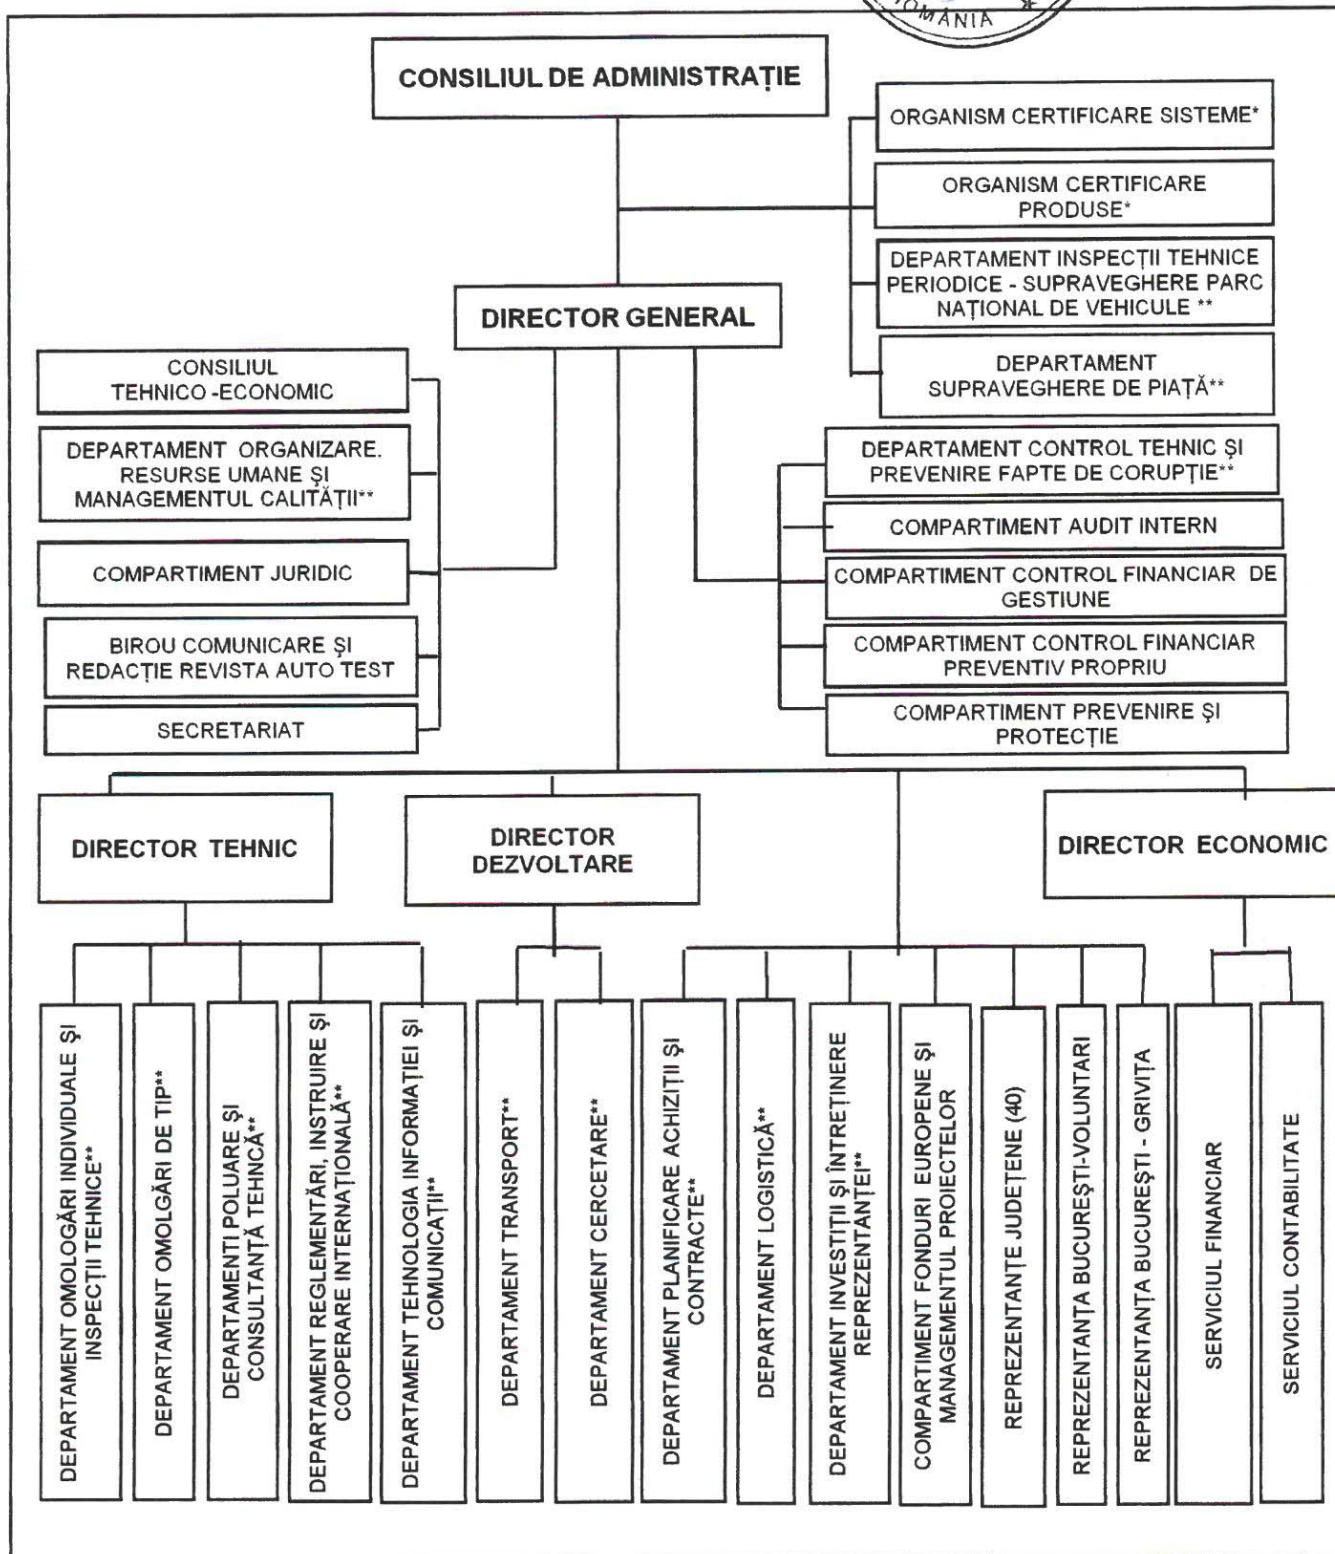 ROMÂNIA
CONSILIUL DE ADMINISTRAȚIE
ORGANISM CERTIFICARE SISTEME*
ORGANISM CERTIFICARE
PRODUSE*
DEPARTAMENT INSPECȚII TEHNICE
PERIODICE - SUPRAVEGHERE PARC
NAȚIONAL DE VEHICULE **
DEPARTAMENT
SUPRAVEGHERE DE PIAȚĂ**
DIRECTOR GENERAL
CONSILIUL
TEHNICO -ECONOMIC
DEPARTAMENT ORGANIZARE.
RESURSE UMANE ȘI
MANAGEMENTUL CALITĂȚII**
COMPARTIMENT JURIDIC
BIROU COMUNICARE ȘI
REDACȚIE REVISTA AUTO TEST
SECRETARIAT
DEPARTAMENT CONTROL TEHNIC ȘI
PREVENIRE FAPTE DE CORUPȚIE**
COMPARTIMENT AUDIT INTERN
COMPARTIMENT CONTROL FINANCIAR DE
GESTIUNE
COMPARTIMENT CONTROL FINANCIAR
PREVENTIV PROPRIU
COMPARTIMENT PREVENIRE ȘI
PROTECȚIE
DIRECTOR TEHNIC
DIRECTOR
DEZVOLTARE
DIRECTOR ECONOMIC
DEPARTAMENT OMOLOGĂRI INDIVIDUALE ȘI
INSPECȚII TEHNICE**
DEPARTAMENT OMOLGĂRI DE TIP**
DEPARTAMENTI POLUARE ȘI
CONSULTANȚĂ TEHNCĂ**
DEPARTAMENT REGLEMENTĂRI, INSTRUIRE ȘI
COOPERARE INTERNAȚIONALĂ**
DEPARTAMENT TEHNOLOGIA INFORMAȚIEI ȘI
COMUNICAȚII**
DEPARTAMENT TRANSPORT**
DEPARTAMENT CERCETARE**
DEPARTAMENT PLANIFICARE ACHIZIȚII ȘI
CONTRACTE**
DEPARTAMENT LOGISTICĂ**
DEPARTAMENT INVESTIȚII ȘI ÎNTREȚINERE
REPREZENTANȚEI**
COMPARTIMENT FONDURI EUROPENE ȘI
MANAGEMENTUL PROIECTELOR
REPREZENTANȚE JUDEȚENE (40)
REPREZENTANȚA BUCUREȘTI-VOLUNTARI
REPREZENTANȚA BUCUREȘTI - GRIVIȚA
SERVICIUL FINANCIAR
SERVICIUL CONTABILITATE